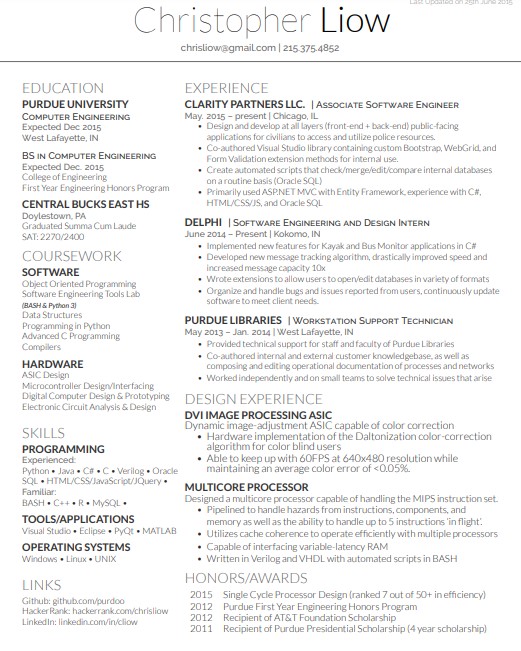 Last Updated on 25th June 2015
Christopher Liow
chrisliow@gmail.com | 215.375.4852
EDUCATION
PURDUE UNIVERSITY
COMPUTER ENGINEERING
Expected Dec 2015
West Lafayette, IN
BS IN COMPUTER ENGINEERING
Expected Dec. 2015
College of Engineering
First Year Engineering Honors Program
CENTRAL BUCKS EAST HS
Doylestown, PA
Graduated Summa Cum Laude
SAT: 2270/2400
COURSEWORK
SOFTWARE
Object Oriented Programming
Software Engineering Tools Lab
(BASH & Python 3)
Data Structures
Programming in Python
Advanced C Programming
Compilers
HARDWARE
ASIC Design
Microcontroller Design/Interfacing
Digital Computer Design & Prototyping
Electronic Circuit Analysis & Design
SKILLS
PROGRAMMING
Experienced:
Python • Java • C# • C • Verilog • Oracle
SQL • HTML/CSS/JavaScript/JQuery •
Familiar:
BASH • C++ • R • MySQL •
TOOLS/APPLICATIONS
Visual Studio • Eclipse • PyQt • MATLAB
OPERATING SYSTEMS
Windows • Linux • UNIX
LINKS
Github: github.com/purdoo
HackerRank: hackerrank.com/chrisliow
LinkedIn: linkedin.com/in/cliow
EXPERIENCE
CLARITY PARTNERS LLC. | ASSOCIATE SOFTWARE ENGINEER
May. 2015 – present | Chicago, IL
• Design and develop at all layers (front-end + back-end) public-facing
applications for civilians to access and utilize police resources.
• Co-authored Visual Studio library containing custom Bootstrap, WebGrid, and
Form Validation extension methods for internal use.
• Create automated scripts that check/merge/edit/compare internal databases
on a routine basis (Oracle SQL)
• Primarily used ASP.NET MVC with Entity Framework, experience with C#,
HTML/CSS/JS, and Oracle SQL)
DELPHI | SOFTWARE ENGINEERING AND DESIGN INTERN
June 2014 – Present | Kokomo, IN
• Implemented new features for Kayak and Bus Monitor applications in C#
• Developed new message tracking algorithm, drastically improved speed and
increased message capacity 10x
• Wrote extensions to allow users to open/edit databases in variety of formats
• Organize and handle bugs and issues reported from users, continuously update
software to meet client needs.
PURDUE LIBRARIES | WORKSTATION SUPPORT TECHNICIAN
May 2013 – Jan. 2014 | West Lafayette, IN
• Provided technical support for staff and faculty of Purdue Libraries
• Co-authored internal and external customer knowledgebase, as well as
composing and editing operational documentation of processes and networks
• Worked independently and on small teams to solve technical issues that arise
DESIGN EXPERIENCE
DVI IMAGE PROCESSING ASIC
Dynamic image-adjustment ASIC capable of color correction
• Hardware implementation of the Daltonization color-correction
algorithm for color blind users
• Able to keep up with 60FPS at 640x480 resolution while
maintaining an average color error of <0.05%.
MULTICORE PROCESSOR
Designed a multicore processor capable of handling the MIPS instruction set.
• Pipelined to handle hazards from instructions, components, and
memory as well as the ability to handle up to 5 instructions 'in flight'.
• Utilizes cache coherence to operate efficiently with multiple processors
• Capable of interfacing variable-latency RAM
• Written in Verilog and VHDL with automated scripts in BASH
HONORS/AWARDS
2015 Single Cycle Processor Design (ranked 7 out of 50+ in efficiency)
2012 Purdue First Year Engineering Honors Program
2012 Recipient of AT&T Foundation Scholarship
2011 Recipient of Purdue Presidential Scholarship (4 year scholarship)